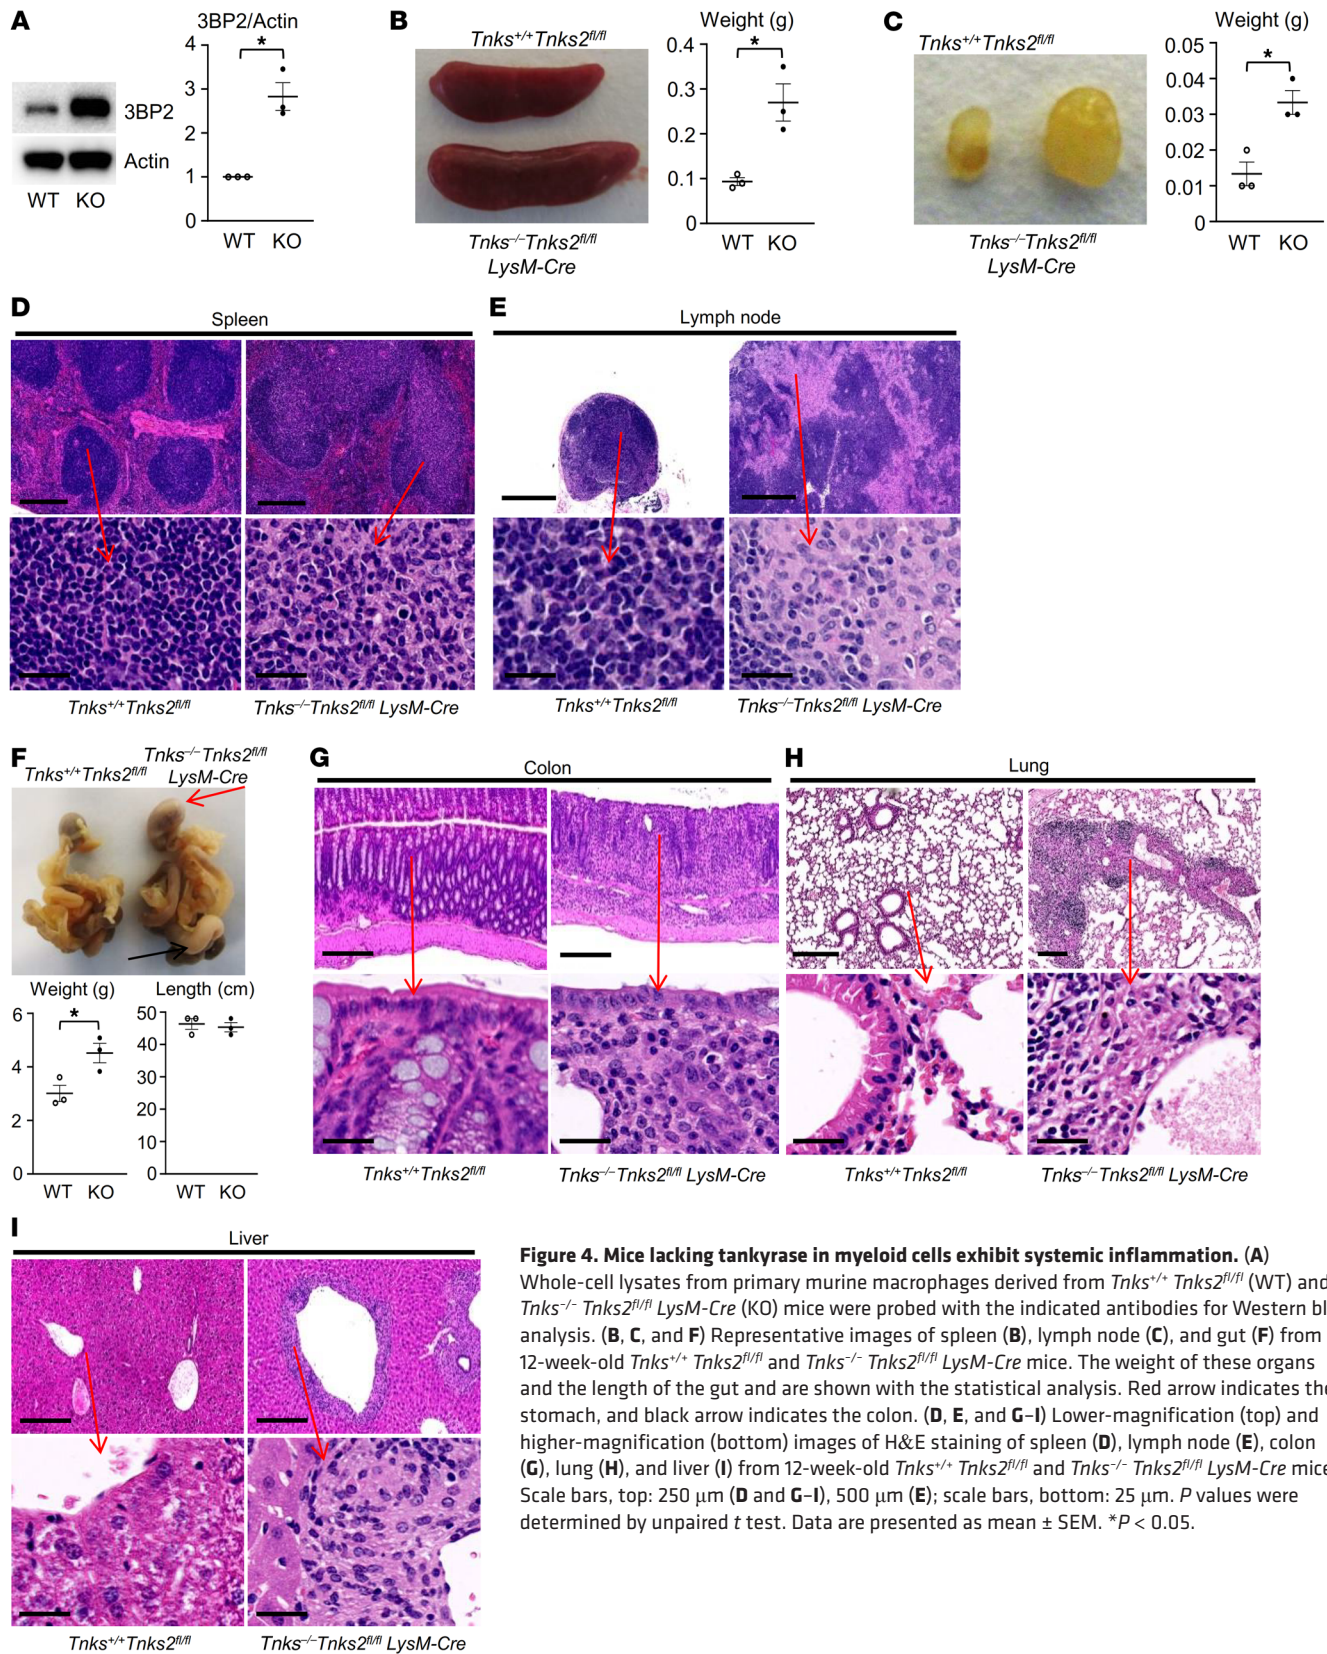 A
3BP2/Actin
4
3
2
1
0
*
3BP2
Actin
WT KO
WT KO
B
Tnks+/+Tnks2fl/fl
Tnks–/–Tnks2fl/fl
LysM-Cre
Weight (g)
0.4
0.3
0.2
0.1
0
*
WT KO
C
Tnks+/+Tnks2fl/fl
Tnks–/–Tnks2fl/fl
LysM-Cre
Weight (g)
0.05
0.04
0.03
0.02
0.01
0
*
WT KO
D
Spleen
Tnks+/+Tnks2fl/fl
Tnks–/–Tnks2fl/fl LysM-Cre
E
Lymph node
Tnks+/+Tnks2fl/fl
Tnks–/–Tnks2fl/fl LysM-Cre
F
Tnks+/+Tnks2fl/fl
Tnks–/–Tnks2fl/fl
LysM-Cre
Weight (g)
6
4
2
0
*
WT KO
Length (cm)
50
40
30
20
10
0
WT KO
G
Colon
Tnks+/+Tnks2fl/fl
Tnks–/–Tnks2fl/fl LysM-Cre
H
Lung
Tnks+/+Tnks2fl/fl
Tnks–/–Tnks2fl/fl LysM-Cre
I
Liver
Tnks+/+Tnks2fl/fl
Tnks–/–Tnks2fl/fl LysM-Cre
Figure 4. Mice lacking tankyrase in myeloid cells exhibit systemic inflammation. (A)
Whole-cell lysates from primary murine macrophages derived from Tnks+/+ Tnks2fl/fl (WT) and
Tnks–/– Tnks2fl/fl LysM-Cre (KO) mice were probed with the indicated antibodies for Western bl
analysis. (B, C, and F) Representative images of spleen (B), lymph node (C), and gut (F) from
12-week-old Tnks+/+ Tnks2fl/fl and Tnks–/– Tnks2fl/fl LysM-Cre mice. The weight of these organs
and the length of the gut and are shown with the statistical analysis. Red arrow indicates the
stomach, and black arrow indicates the colon. (D, E, and G–I) Lower-magnification (top) and
higher-magnification (bottom) images of H&E staining of spleen (D), lymph node (E), colon
(G), lung (H), and liver (I) from 12-week-old Tnks+/+ Tnks2fl/fl and Tnks–/– Tnks2fl/fl LysM-Cre mice
Scale bars, top: 250 μm (D and G–I), 500 μm (E); scale bars, bottom: 25 μm. P values were
determined by unpaired t test. Data are presented as mean ± SEM. *P < 0.05.